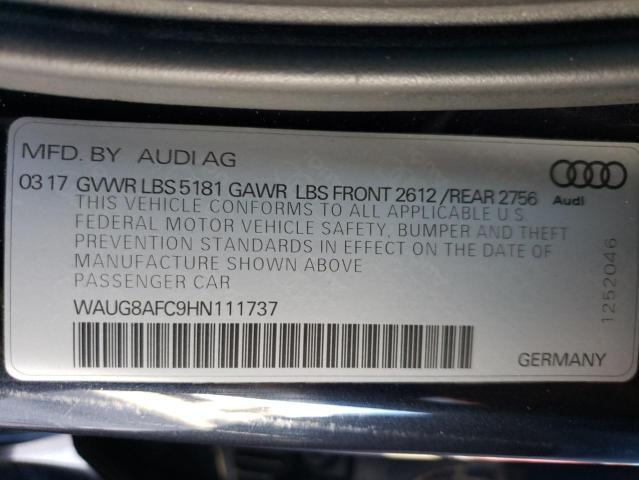 MFD. BY AUDI AG
03 17 GVWR LBS 5181 GAWR LBS FRONT 2612 /REAR 2756
Audi
THIS VEHICLE CONFORMS TO ALL APPLICABLE U.S.
FEDERAL MOTOR VEHICLE SAFETY, BUMPER AND THEFT
PREVENTION STANDARDS IN EFFECT ON THE DATE OF
MANUFACTURE SHOWN ABOVE
PASSENGER CAR
WAUG8AFC9HN111737
1252046
GERMANY